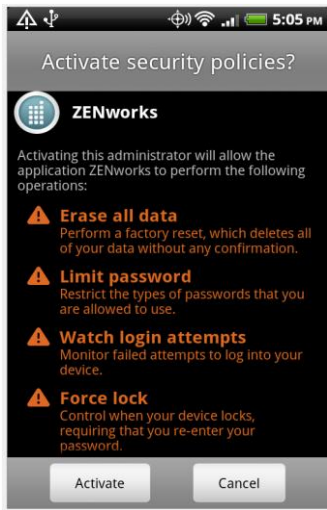 5:05 PM
Activate security policies?
ZENworks
Activating this administrator will allow the
application ZENworks to perform the following
operations:
Erase all data
Perform a factory reset, which deletes all
of your data without any confirmation.
Limit password
Restrict the types of passwords that you
are allowed to use.
Watch login attempts
Monitor failed attempts to log into your
device.
Force lock
Control when your device locks,
requiring that you re-enter your
password.
Activate Cancel